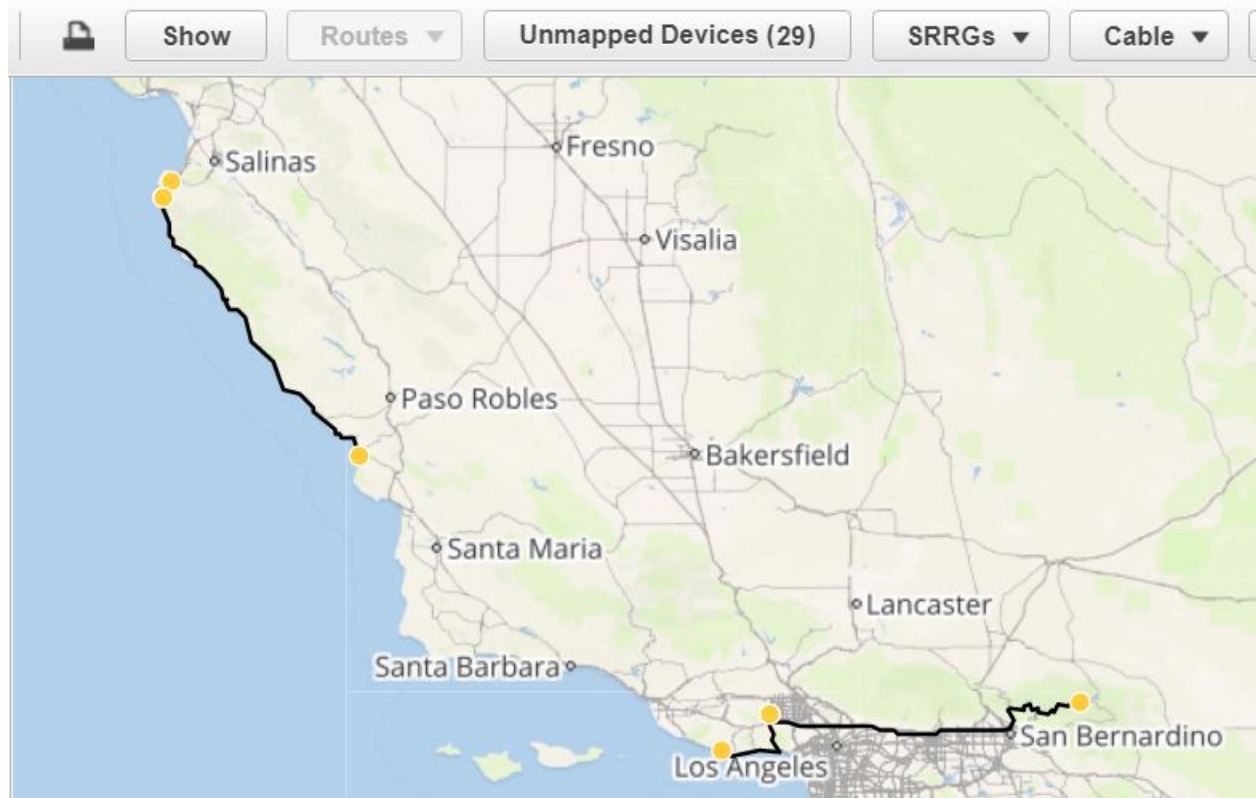 Show
Routes
Unmapped Devices (29)
SRRGs
Cable
Salinas
Fresno
Visalia
Paso Robles
Bakersfield
Santa Maria
Lancaster
Santa Barbara
San Bernardino
Los Angeles